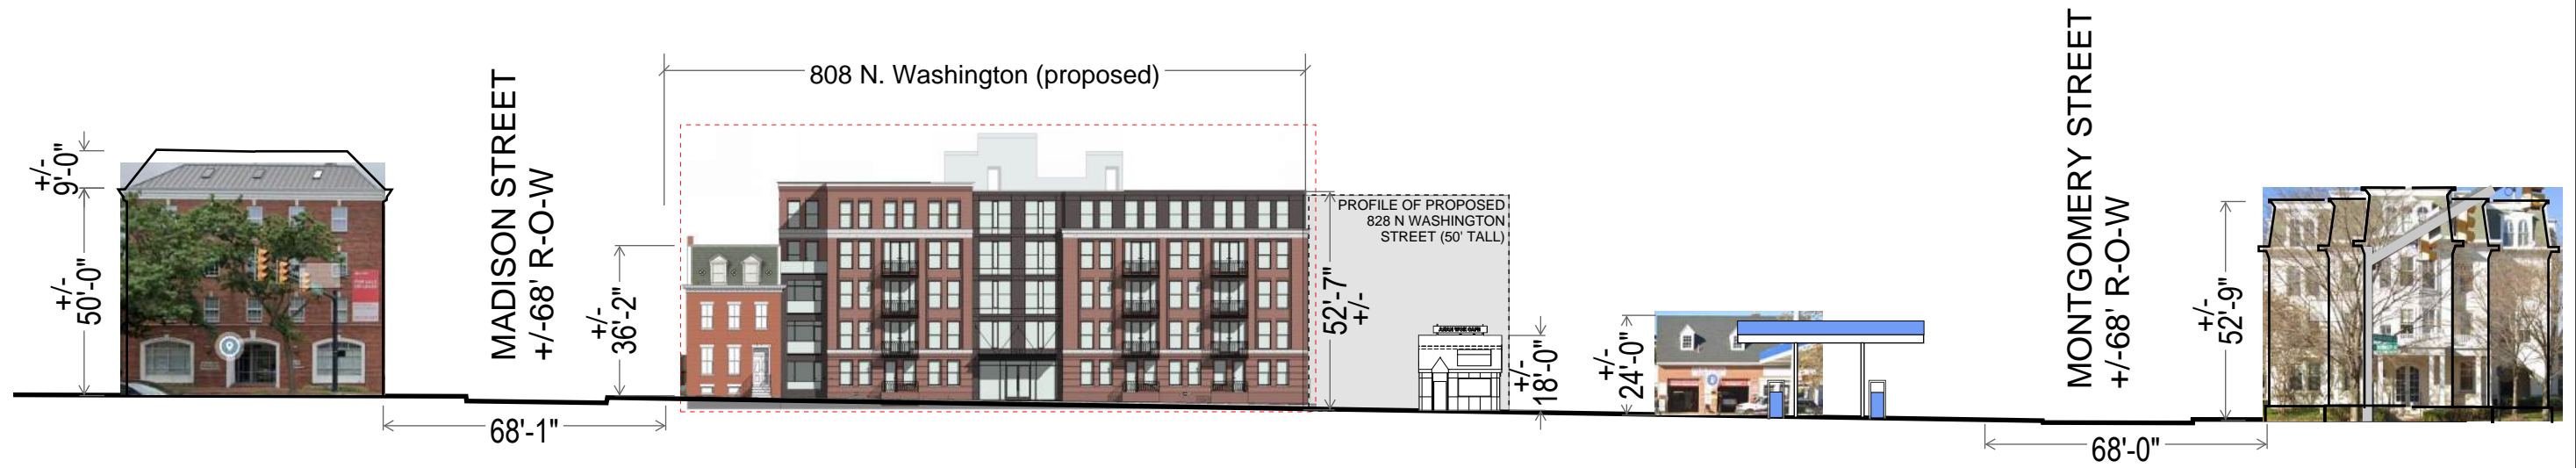 +/-
9'-0"
+/-
50'-0"
MADISON STREET
+/-68' R-O-W
68'-1"
+/-
36'-2"
808 N. Washington (proposed)
52'-7"
+/-
PROFILE OF PROPOSED
828 N WASHINGTON
STREET (50' TALL)
+/-
18'-0"
+/-
24'-0"
MONTGOMERY STREET
+/-68' R-O-W
68'-0"
+/-
52'-9"